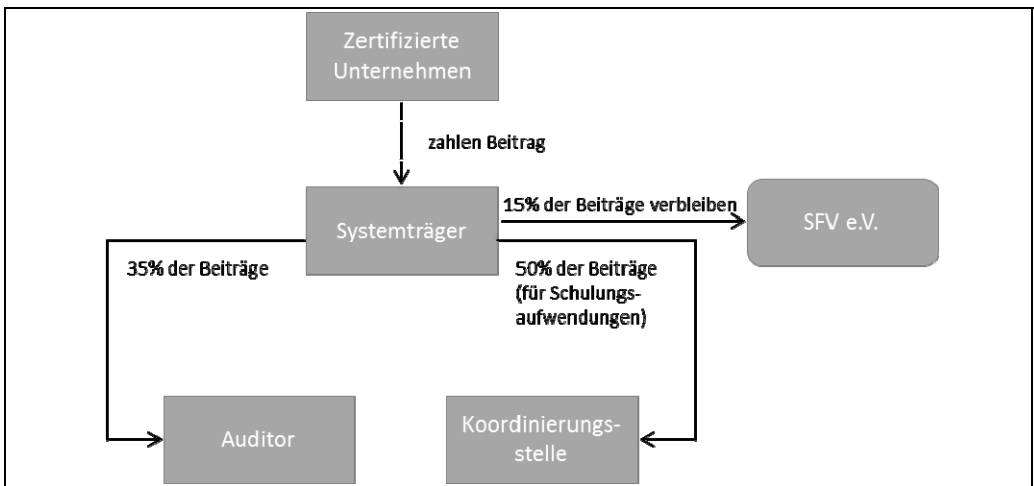 Zertifizierte
Unternehmen
zahlen Beitrag
Systemträger
15% der Beiträge verbleiben
SFV e.V.
35% der Beiträge
50% der Beiträge
(für Schulungs-
aufwendungen)
Auditor
Koordinierungs-
stelle